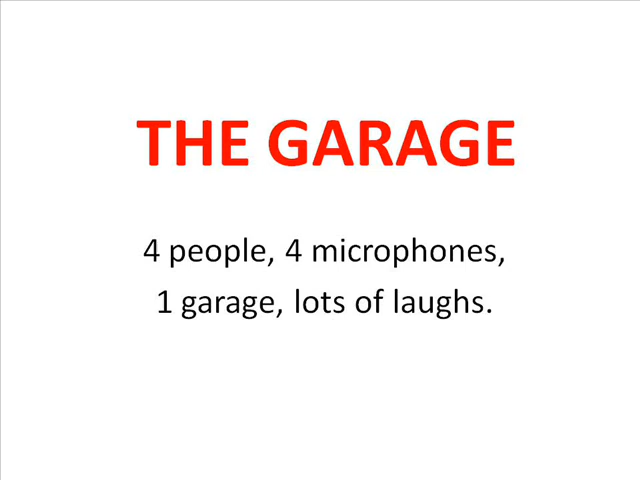 THE GARAGE
4 people, 4 microphones,
1 garage, lots of laughs.